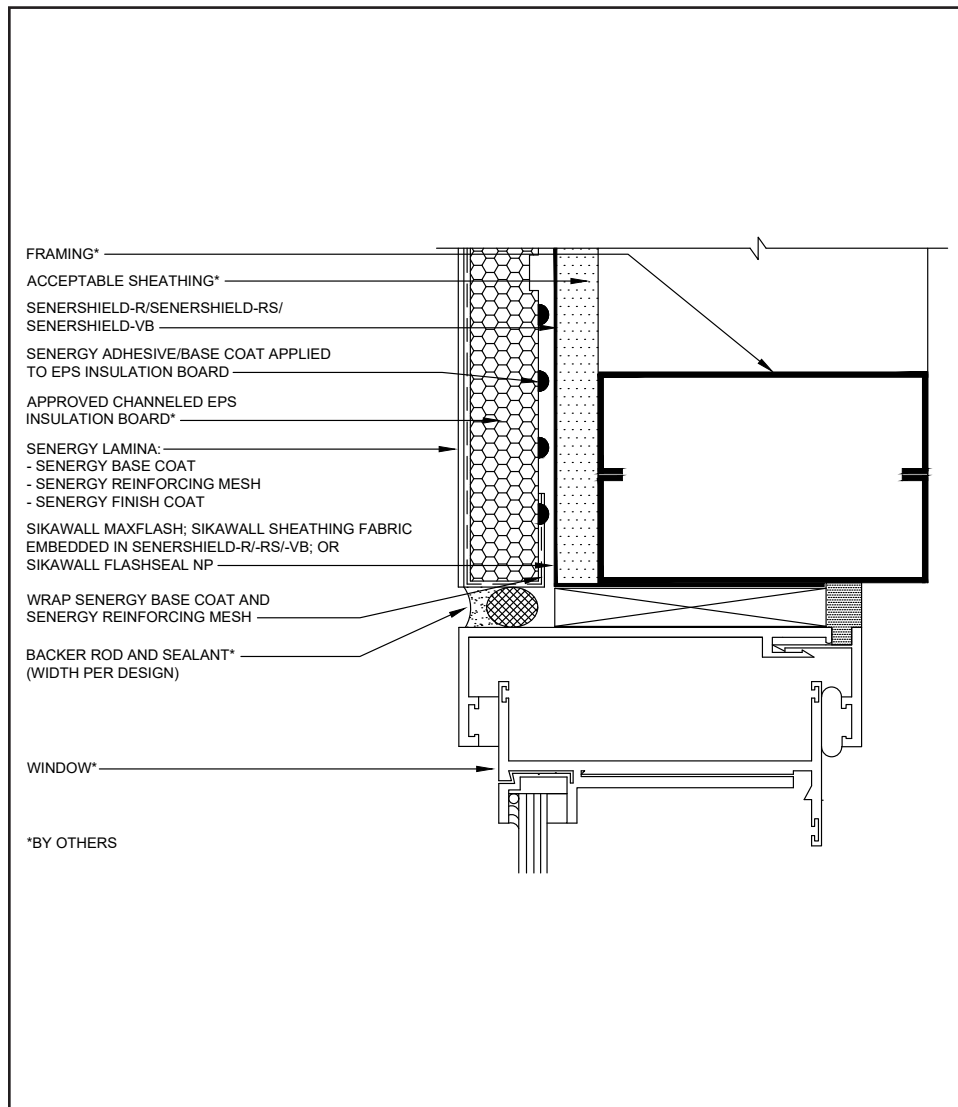 FRAMING*
ACCEPTABLE SHEATHING*
SENERSHIELD-R/SENERSHIELD-RS/
SENERSHIELD-VB
SENERGY ADHESIVE/BASE COAT APPLIED
TO EPS INSULATION BOARD
APPROVED CHANNELED EPS
INSULATION BOARD*
SENERGY LAMINA:
- SENERGY BASE COAT
- SENERGY REINFORCING MESH
- SENERGY FINISH COAT
SIKAWALL MAXFLASH; SIKAWALL SHEATHING FABRIC
EMBEDDED IN SENERSHIELD-R/-RS/-VB; OR
SIKAWALL FLASHSEAL NP
WRAP SENERGY BASE COAT AND
SENERGY REINFORCING MESH
BACKER ROD AND SEALANT*
(WIDTH PER DESIGN)
WINDOW*
*BY OTHERS